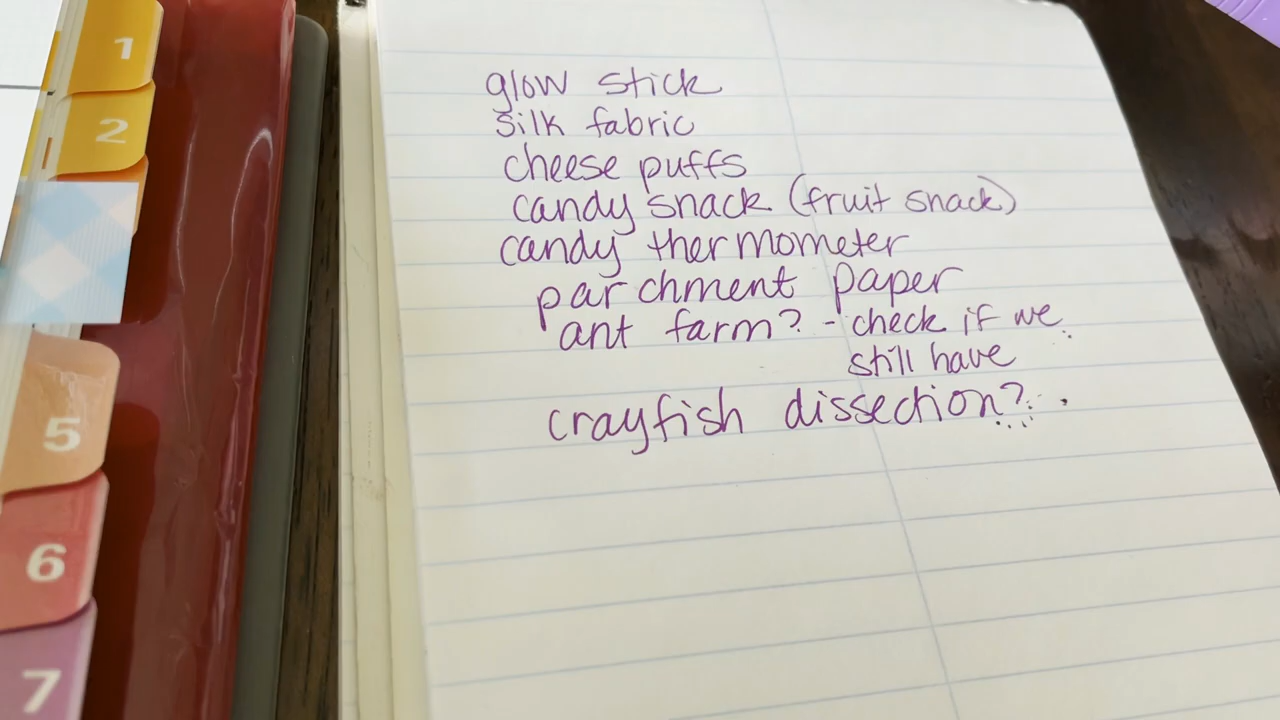 1
2
5
6
7
glow stick
silk fabric
cheese puffs
candy snack (fruit snack)
candy thermometer
parchment paper
ant farm? - check if we
still have
crayfish dissection?